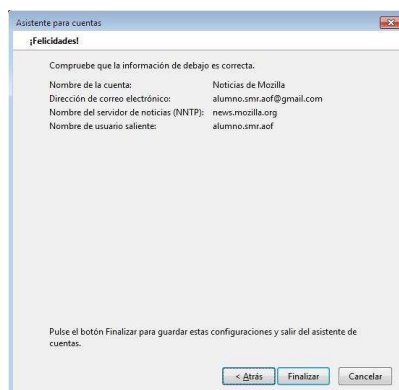 Asistente para cuentas
¡Felicidades!
Compruebe que la información de debajo es correcta.
Nombre de la cuenta: Noticias de Mozilla
Dirección de correo electrónico: alumno.smr.aof@gmail.com
Nombre del servidor de noticias (NNTP): news.mozilla.org
Nombre de usuario saliente: alumno.smr.aof
Pulse el botón Finalizar para guardar estas configuraciones y salir del asistente de
cuentas.
< Atrás Finalizar Cancelar